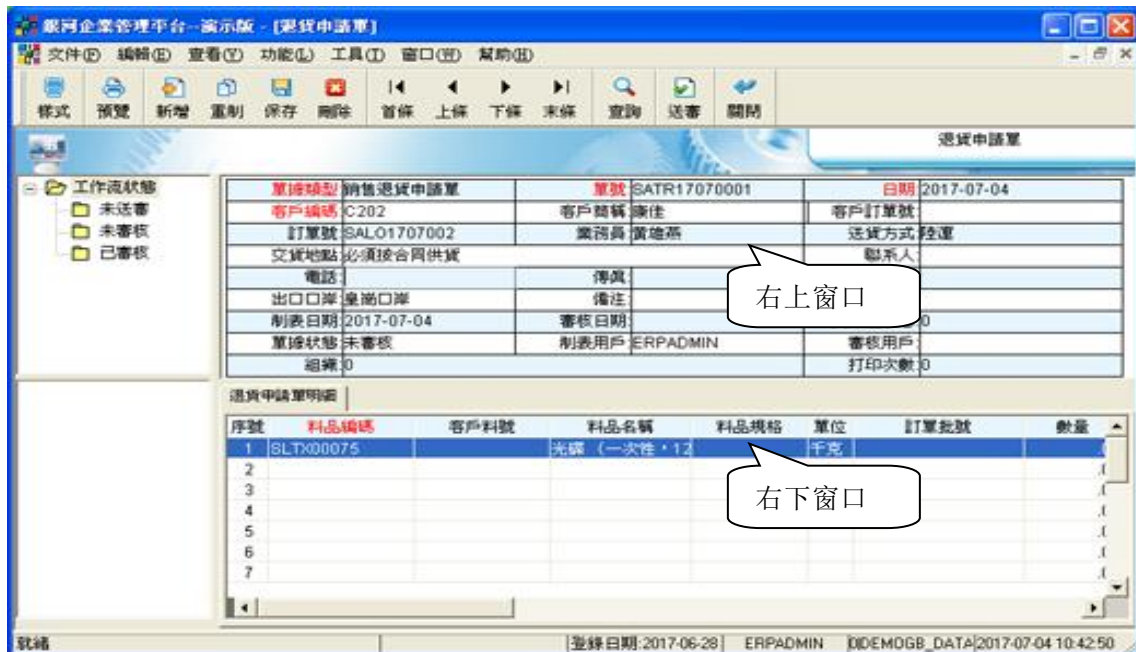 銀河企業管理平台--演示版 - [退貨申請單]
文件(F) 編輯(E) 查看(Y) 功能(L) 工具(T) 窗口(W) 幫助(H)
樣式 預覽 新增 重制 保存 刪除 首條 上條 下條 末條 查詢 送審 關閉
退貨申請單
工作流狀態
未送審
未審核
已審核
單據類型 銷售退貨申請單 單號 SATR17070001 日期 2017-07-04
客戶編碼 C202 客戶簡稱 康佳 客戶訂單號
訂單號 SALO1707002 業務員 黃雄燕 送貨方式 陸運
交貨地點 必須按合同供貨 聯系人
電話 傳真
出口口岸 皇崗口岸 備注
制表日期 2017-07-04 審核日期 0
單據狀態 未審核 制表用戶 ERPADMIN 審核用戶
組織 0 打印次數 0
右上窗口
退貨申請單明細
序號 料品編碼 客戶料號 料品名稱 料品規格 單位 訂單批號 數量
1 SLTX00075 光碟 (一次性,12 千克 .(
2 .(
3 .(
4 .(
5 .(
6 .(
7 .(
右下窗口
就緒 登錄日期:2017-06-28 ERPADMIN DEMOGB_DATA 2017-07-04 10:42:50